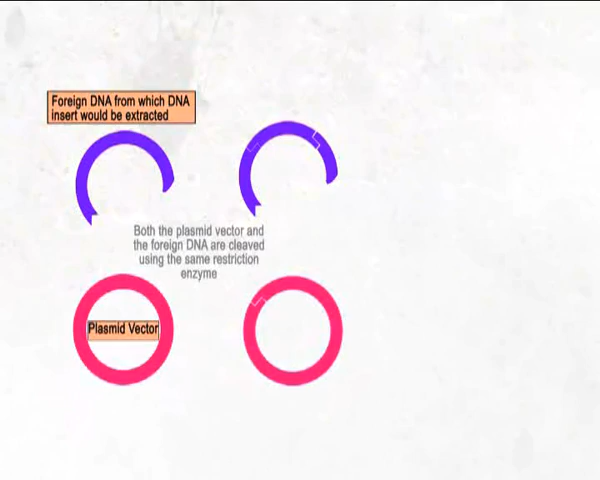 Foreign DNA from which DNA
insert would be extracted
Both the plasmid vector and
the foreign DNA are cleaved
using the same restriction
enzyme
Plasmid Vector